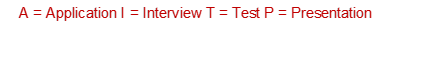 A = Application I = Interview T = Test P = Presentation